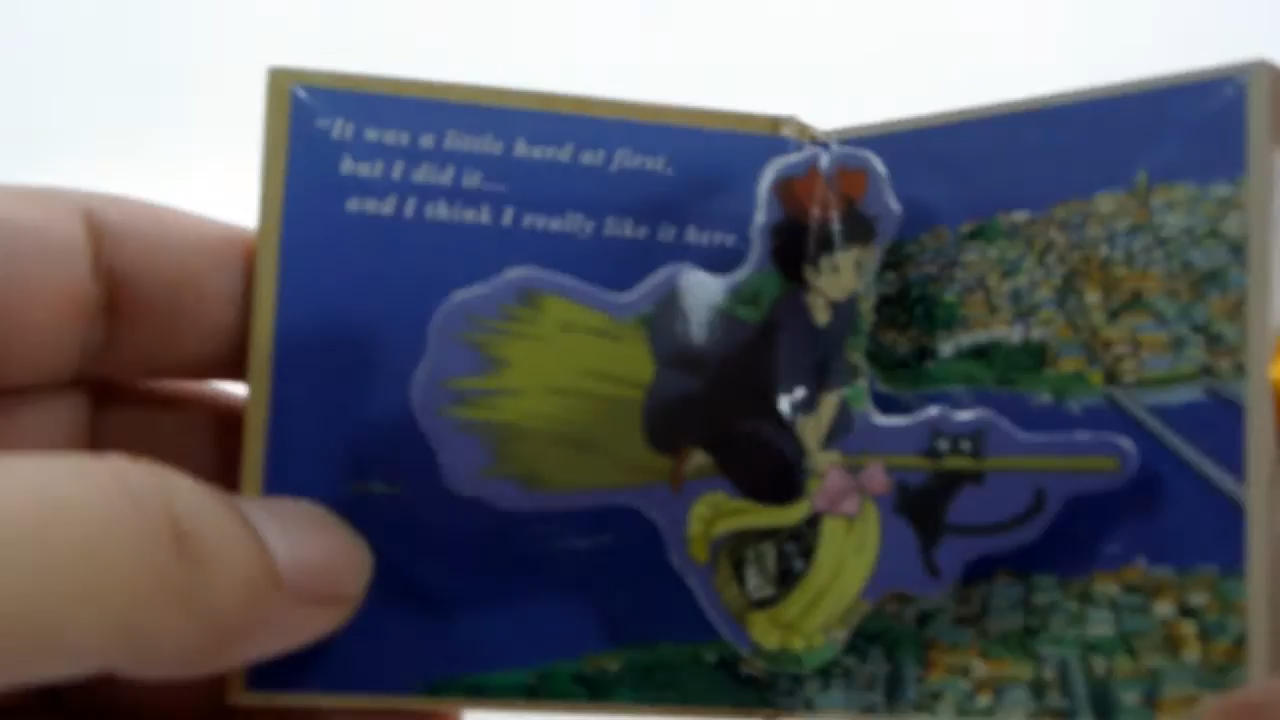 "It was a little hard at first,
but I did it...
and I think I really like it here.